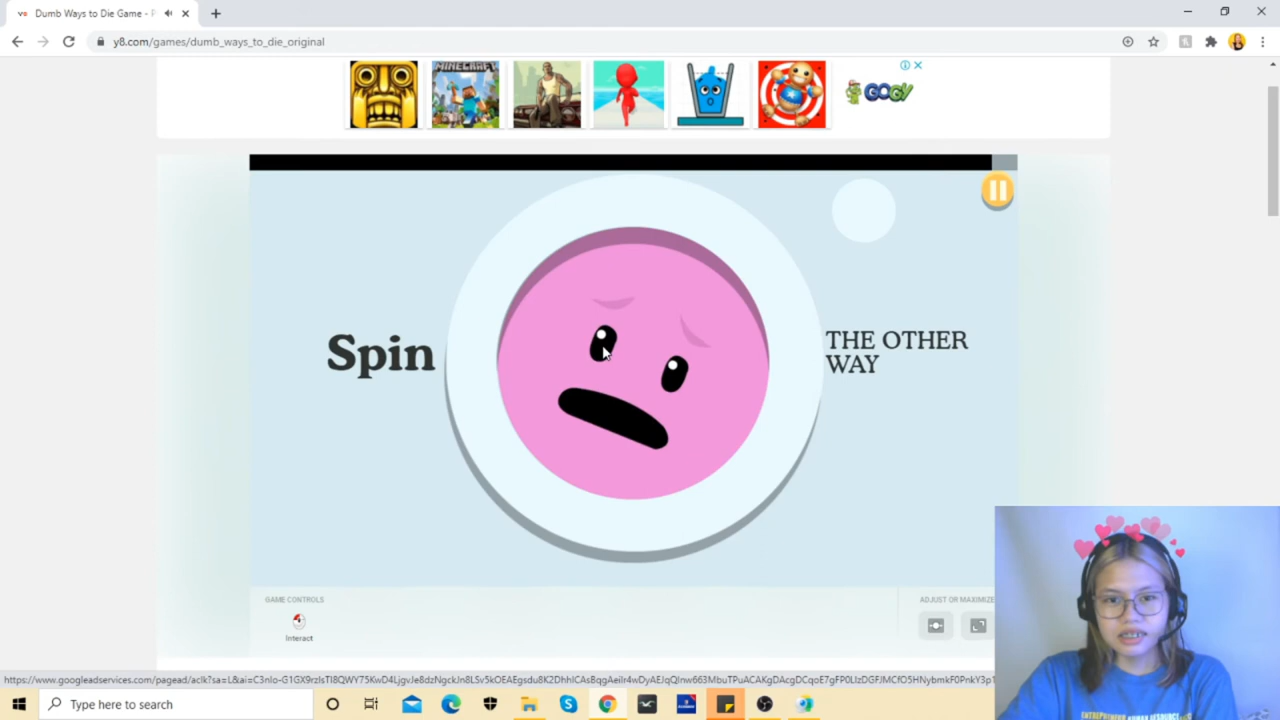 Dumb Ways to Die Game - P
y8.com/games/dumb_ways_to_die_original
MINECRAFT
GOGY
Spin
THE OTHER
WAY
GAME CONTROLS
Interact
ADJUST OR MAXIMIZE
Type here to search